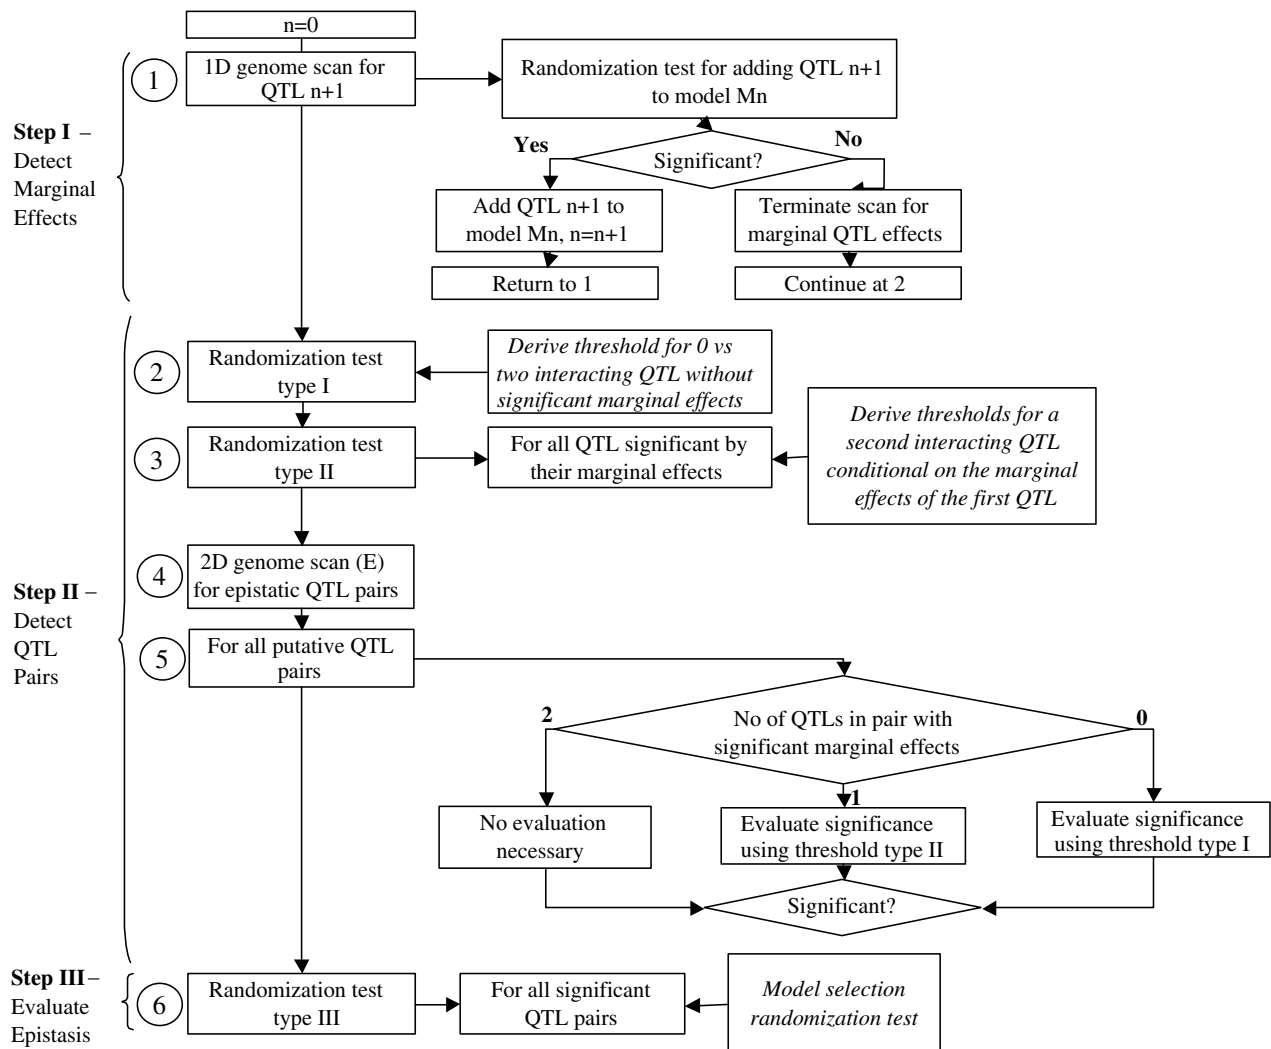 n=0
1
1D genome scan for
QTL n+1
Randomization test for adding QTL n+1
to model Mn
Step I –
Detect
Marginal
Effects
Yes
Significant?
No
Add QTL n+1 to
model Mn, n=n+1
Terminate scan for
marginal QTL effects
Return to 1
Continue at 2
2
Randomization test
type I
Derive threshold for 0 vs
two interacting QTL without
significant marginal effects
3
Randomization test
type II
For all QTL significant by
their marginal effects
Derive thresholds for a
second interacting QTL
conditional on the marginal
effects of the first QTL
Step II –
Detect
QTL
Pairs
4
2D genome scan (E)
for epistatic QTL pairs
5
For all putative QTL
pairs
No of QTLs in pair with
significant marginal effects
2
0
1
No evaluation
necessary
Evaluate significance
using threshold type II
Evaluate significance
using threshold type I
Significant?
Step III –
Evaluate
Epistasis
6
Randomization test
type III
For all significant
QTL pairs
Model selection
randomization test